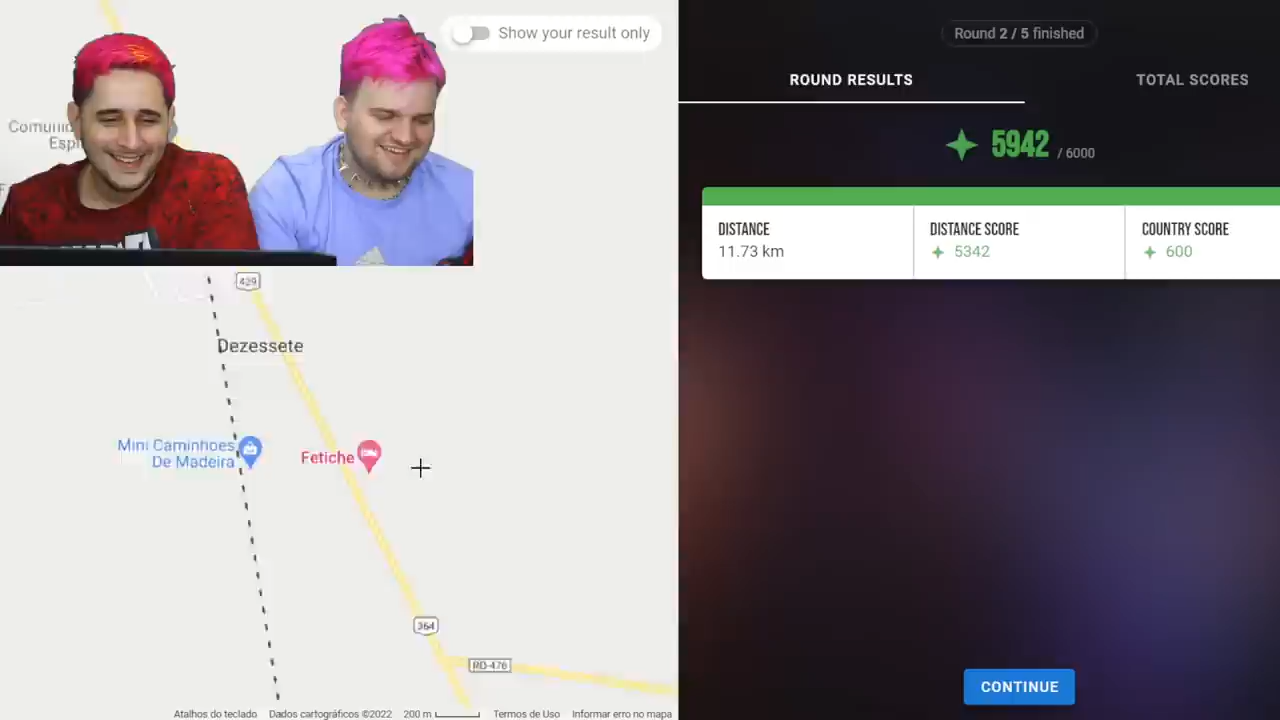 Show your result only
Round 2 / 5 finished
ROUND RESULTS
TOTAL SCORES
5942 / 6000
DISTANCE
11.73 km
DISTANCE SCORE
5342
COUNTRY SCORE
600
429
Dezessete
Mini Caminhoes
De Madeira
Fetiche
364
RO-476
CONTINUE
Atalhos do teclado
Dados cartográficos ©2022
200 m
Termos de Uso
Informar erro no mapa